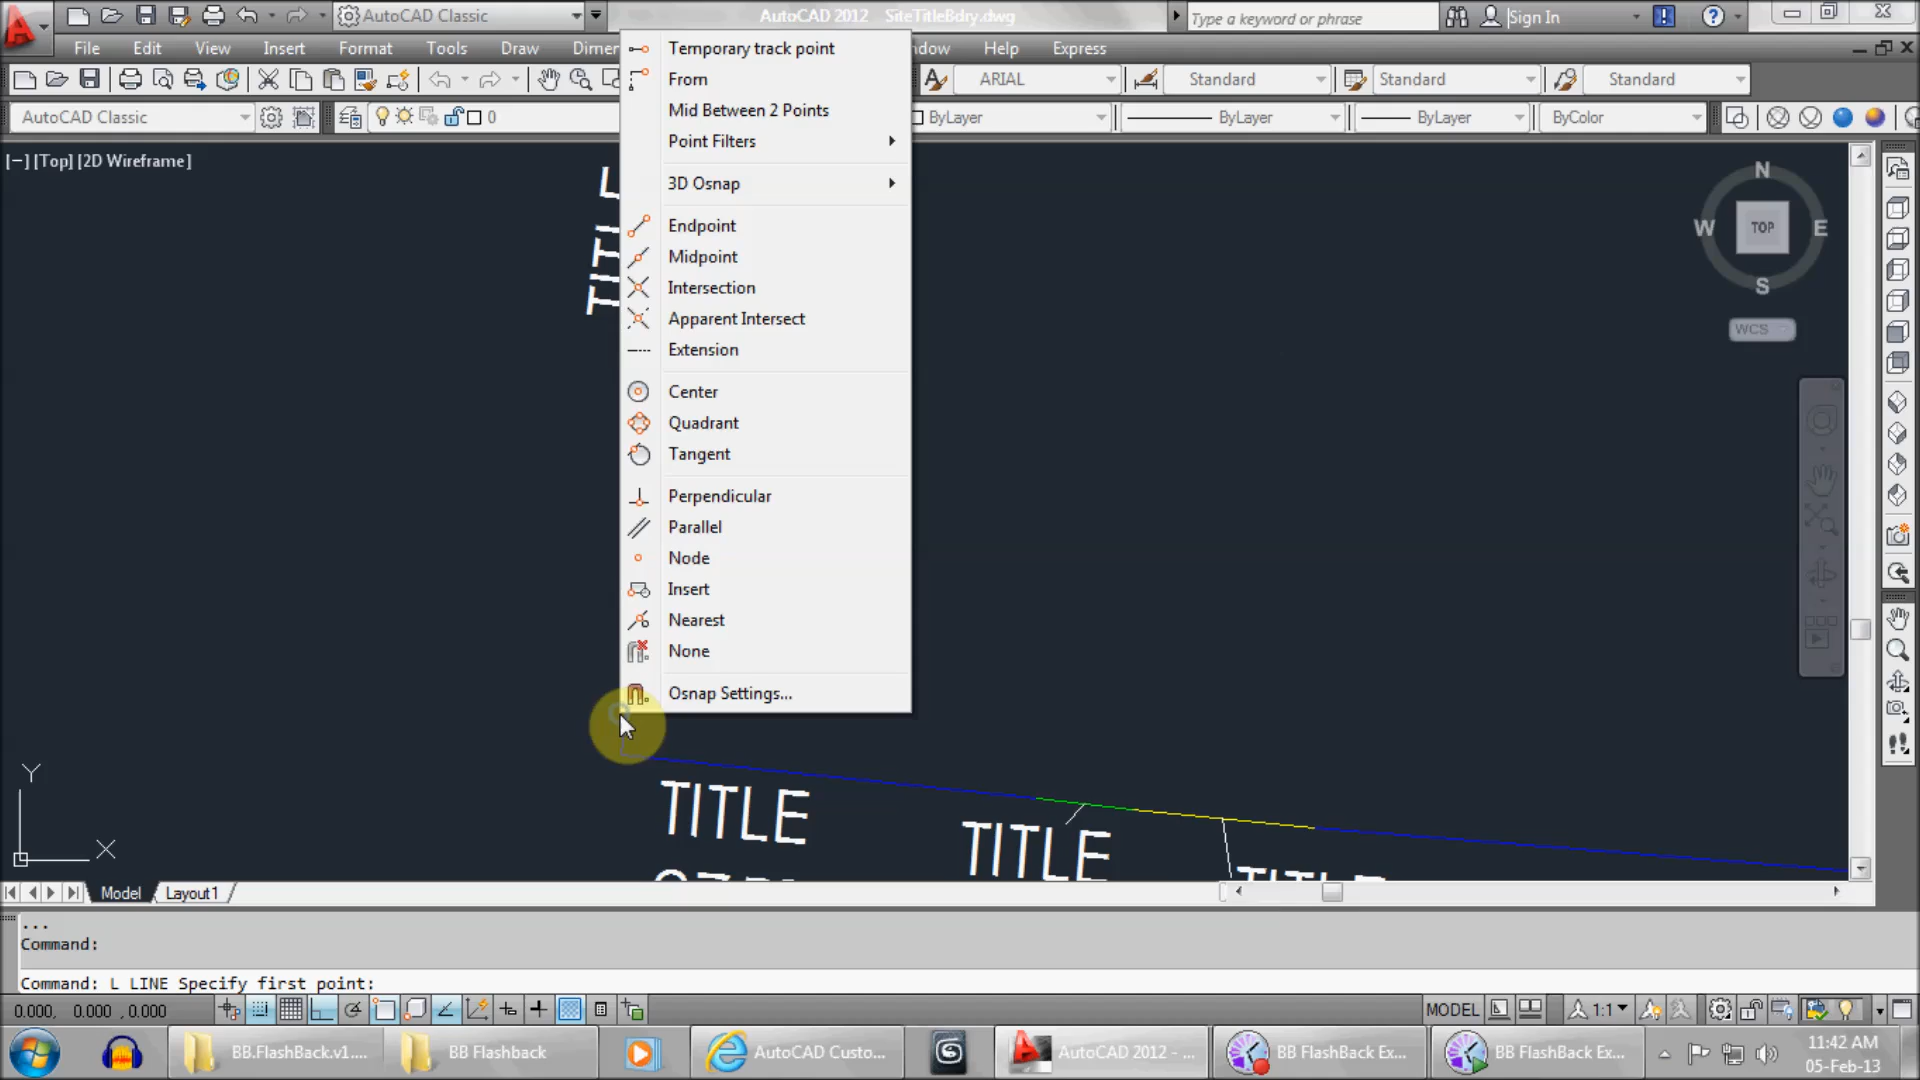 AutoCAD Classic
AutoCAD 2012 SiteTitleBdry.dwg
Type a keyword or phrase
Sign In
File Edit View Insert Format Tools Draw Help Express
ARIAL Standard Standard Standard
AutoCAD Classic
0
ByLayer ByLayer ByLayer ByColor
[−] [Top] [2D Wireframe]
Temporary track point
From
Mid Between 2 Points
Point Filters
3D Osnap
Endpoint
Midpoint
Intersection
Apparent Intersect
Extension
Center
Quadrant
Tangent
Perpendicular
Parallel
Node
Insert
Nearest
None
Osnap Settings...
N
W TOP E
S
WCS
TITLE
TITLE
Y
X
Model Layout1
...
Command:
Command: L LINE Specify first point:
0.000, 0.000 , 0.000
MODEL 1:1
BB.FlashBack.v1....
BB Flashback
AutoCAD Custo...
AutoCAD 2012 - ...
BB FlashBack Ex...
BB FlashBack Ex...
11:42 AM
05-Feb-13